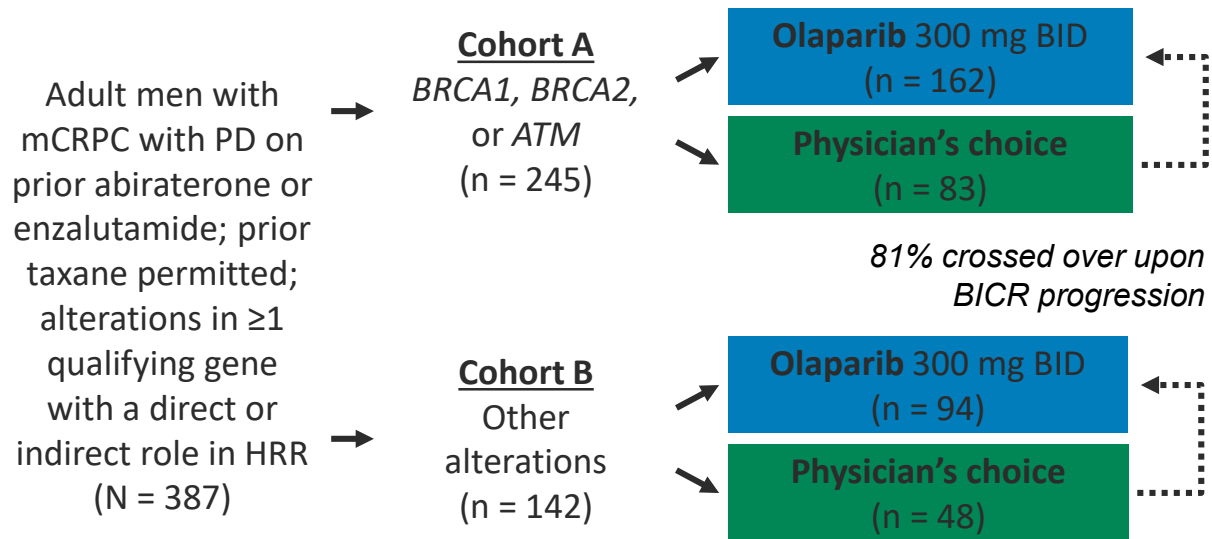 Adult men with
mCRPC with PD on
prior abiraterone or
enzalutamide; prior
taxane permitted;
alterations in ≥1
qualifying gene
with a direct or
indirect role in HRR
(N = 387)
Cohort A
BRCA1, BRCA2,
or ATM
(n = 245)
Olaparib 300 mg BID
(n = 162)
Physician’s choice
(n = 83)
81% crossed over upon
BICR progression
Cohort B
Other
alterations
(n = 142)
Olaparib 300 mg BID
(n = 94)
Physician’s choice
(n = 48)